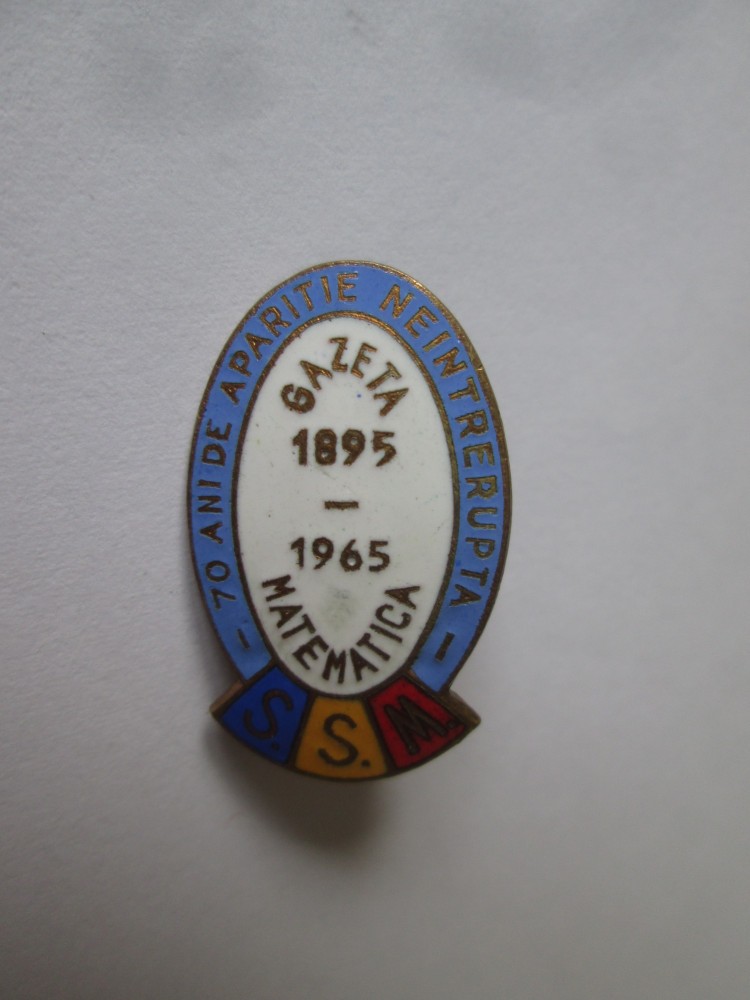 - 70 ANI DE APARITIE NEINTRERUPTA -
GAZETA
1895
-
1965
MATEMATICA
S. S. M.